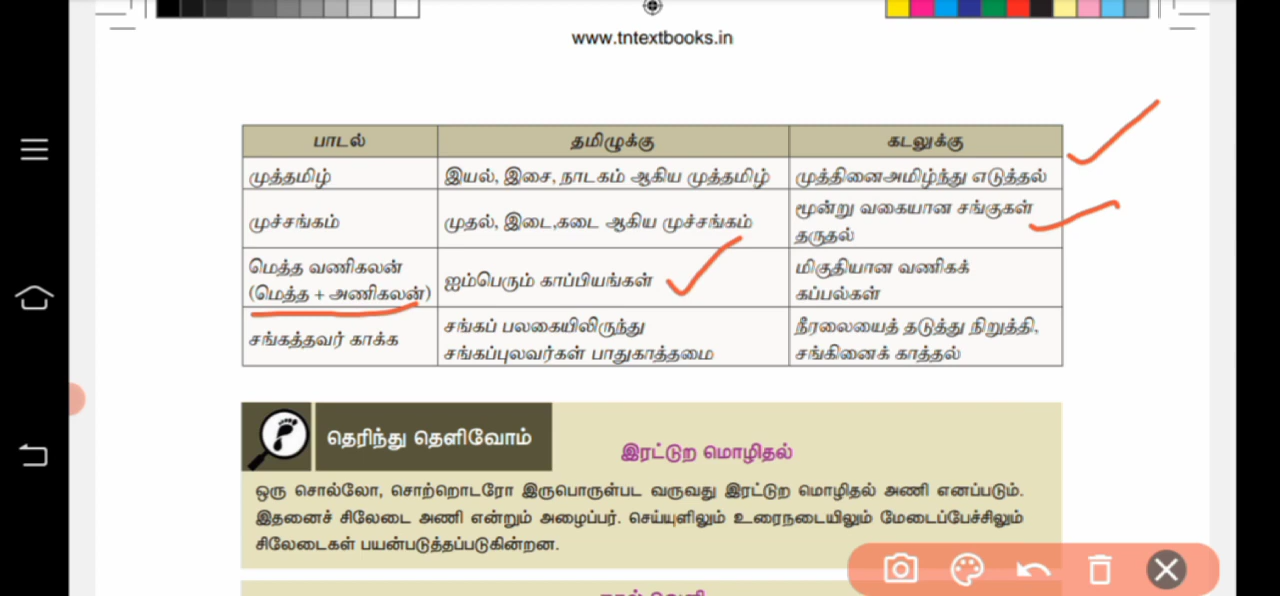 www.tntextbooks.in
பாடல் தமிழுக்கு கடலுக்கு
முத்தமிழ் இயல், இசை, நாடகம் ஆகிய முத்தமிழ் முத்தினைஅமிழ்ந்து எடுத்தல்
முச்சங்கம் முதல், இடை,கடை ஆகிய முச்சங்கம் மூன்று வகையான சங்குகள்
தருதல்
மெத்த வணிகலன்
(மெத்த + அணிகலன்) ஐம்பெரும் காப்பியங்கள் மிகுதியான வணிகக்
கப்பல்கள்
சங்கத்தவர் காக்க சங்கப் பலகையிலிருந்து
சங்கப்புலவர்கள் பாதுகாத்தமை நீரலையைத் தடுத்து நிறுத்தி,
சங்கினைக் காத்தல்
தெரிந்து தெளிவோம்
இரட்டுற மொழிதல்
ஒரு சொல்லோ, சொற்றொடரோ இருபொருள்பட வருவது இரட்டுற மொழிதல் அணி எனப்படும்.
இதனைச் சிலேடை அணி என்றும் அழைப்பர். செய்யுளிலும் உரைநடையிலும் மேடைப்பேச்சிலும்
சிலேடைகள் பயன்படுத்தப்படுகின்றன.